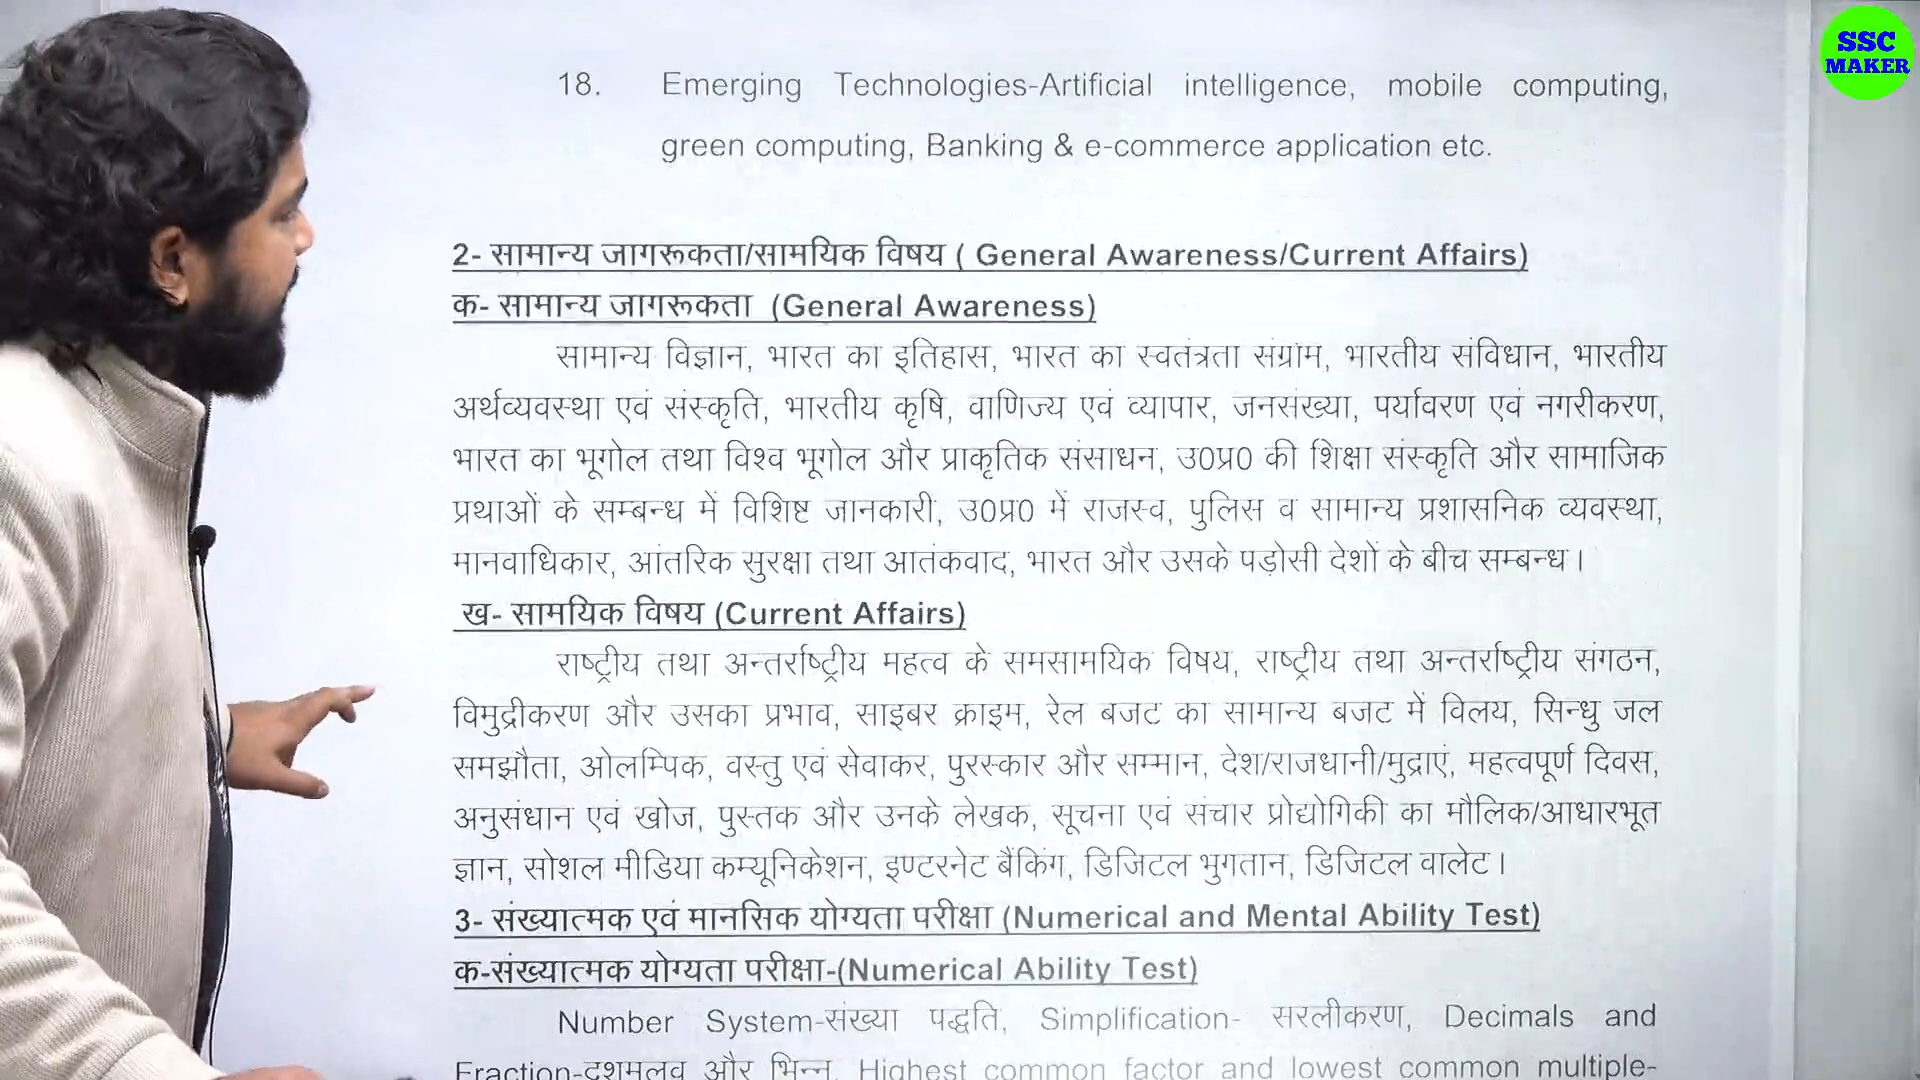 SSC
MAKER
18. Emerging Technologies-Artificial intelligence, mobile computing,
green computing, Banking & e-commerce application etc.
2- सामान्य जागरूकता/सामयिक विषय ( General Awareness/Current Affairs)
क- सामान्य जागरूकता (General Awareness)
सामान्य विज्ञान, भारत का इतिहास, भारत का स्वतंत्रता संग्राम, भारतीय संविधान, भारतीय
अर्थव्यवस्था एवं संस्कृति, भारतीय कृषि, वाणिज्य एवं व्यापार, जनसंख्या, पर्यावरण एवं नगरीकरण,
भारत का भूगोल तथा विश्व भूगोल और प्राकृतिक संसाधन, उ0प्र0 की शिक्षा संस्कृति और सामाजिक
प्रथाओं के सम्बन्ध में विशिष्ट जानकारी, उ0प्र0 में राजस्व, पुलिस व सामान्य प्रशासनिक व्यवस्था,
मानवाधिकार, आंतरिक सुरक्षा तथा आतंकवाद, भारत और उसके पड़ोसी देशों के बीच सम्बन्ध।
ख- सामयिक विषय (Current Affairs)
राष्ट्रीय तथा अन्तर्राष्ट्रीय महत्व के समसामयिक विषय, राष्ट्रीय तथा अन्तर्राष्ट्रीय संगठन,
विमुद्रीकरण और उसका प्रभाव, साइबर क्राइम, रेल बजट का सामान्य बजट में विलय, सिन्धु जल
समझौता, ओलम्पिक, वस्तु एवं सेवाकर, पुरस्कार और सम्मान, देश/राजधानी/मुद्राएं, महत्वपूर्ण दिवस,
अनुसंधान एवं खोज, पुस्तक और उनके लेखक, सूचना एवं संचार प्रोद्योगिकी का मौलिक/आधारभूत
ज्ञान, सोशल मीडिया कम्यूनिकेशन, इण्टरनेट बैंकिंग, डिजिटल भुगतान, डिजिटल वालेट।
3- संख्यात्मक एवं मानसिक योग्यता परीक्षा (Numerical and Mental Ability Test)
क-संख्यात्मक योग्यता परीक्षा-(Numerical Ability Test)
Number System-संख्या पद्धति, Simplification- सरलीकरण, Decimals and
Fraction-दशमलव और भिन्न, Highest common factor and lowest common multiple-